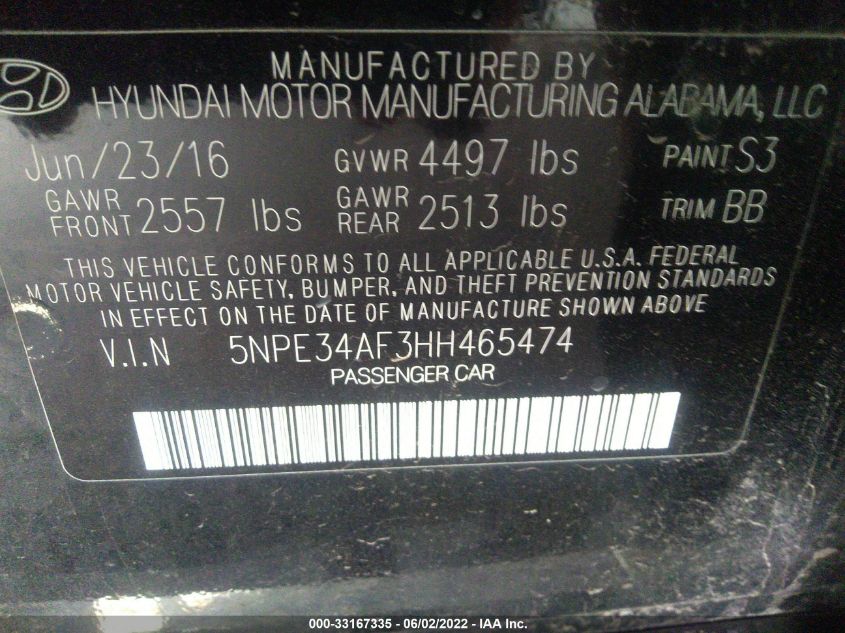 MANUFACTURED BY
HYUNDAI MOTOR MANUFACTURING ALABAMA, LLC
Jun/23/16 GVWR 4497 lbs PAINT S3
GAWR FRONT 2557 lbs GAWR REAR 2513 lbs TRIM BB
THIS VEHICLE CONFORMS TO ALL APPLICABLE U.S.A. FEDERAL
MOTOR VEHICLE SAFETY, BUMPER, AND THEFT PREVENTION STANDARDS
IN EFFECT ON THE DATE OF MANUFACTURE SHOWN ABOVE
V.I.N 5NPE34AF3HH465474
PASSENGER CAR
000-33167335 - 06/02/2022 - IAA Inc.